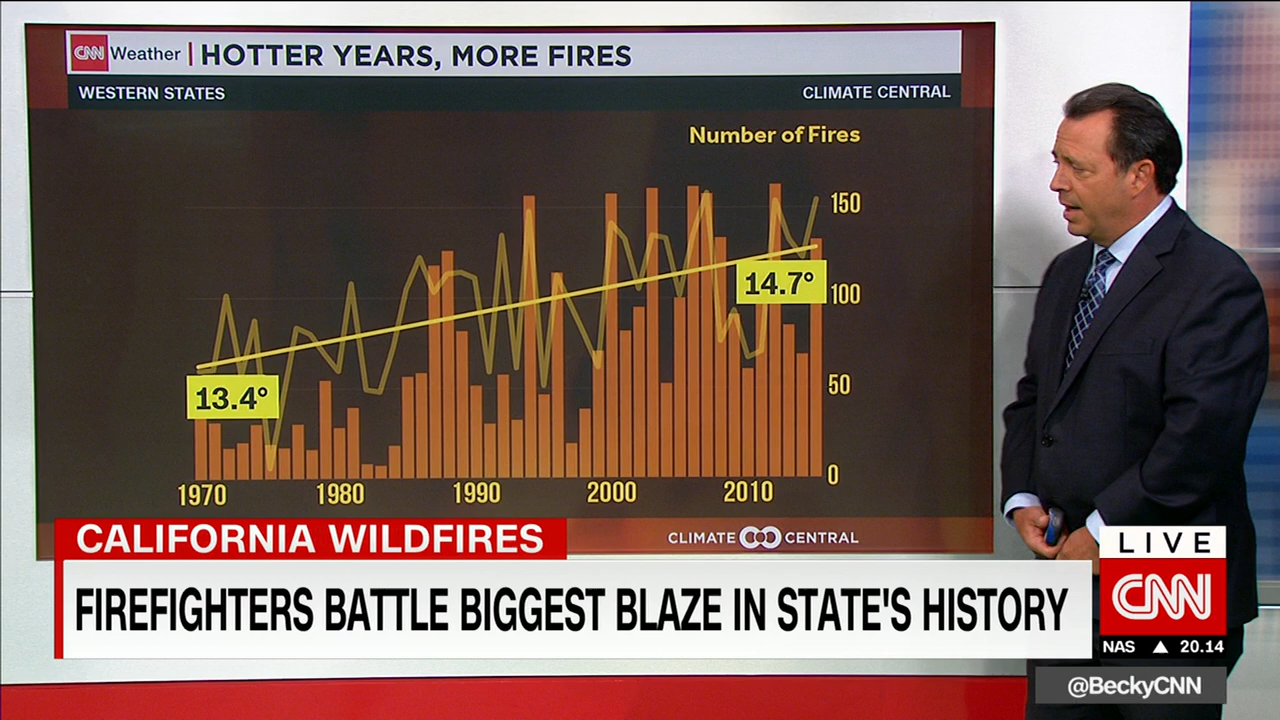 CNN Weather | HOTTER YEARS, MORE FIRES
WESTERN STATES
CLIMATE CENTRAL
Number of Fires
150
100
50
0
14.7°
13.4°
1970 1980 1990 2000 2010
CLIMATE CENTRAL
CALIFORNIA WILDFIRES
FIREFIGHTERS BATTLE BIGGEST BLAZE IN STATE'S HISTORY
LIVE
CNN
NAS ▲ 20.14
@BeckyCNN